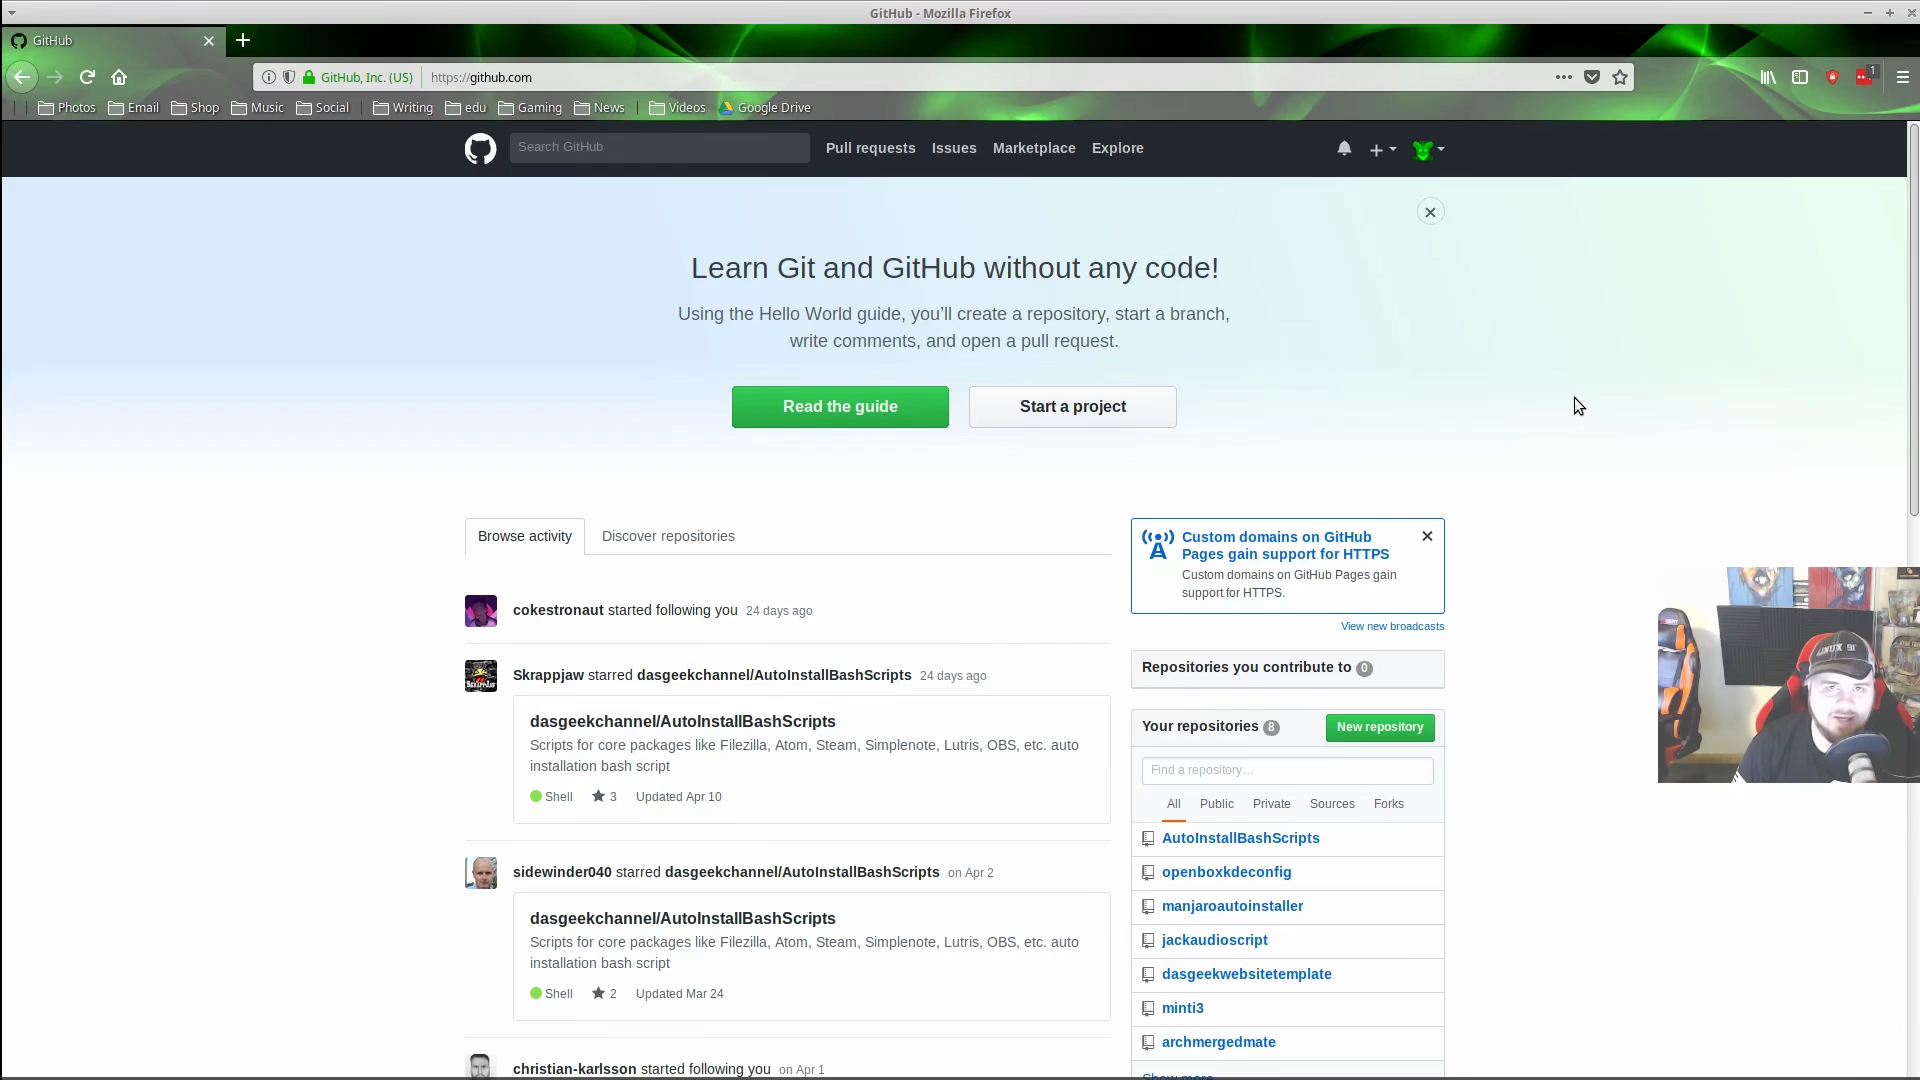 GitHub - Mozilla Firefox
GitHub
GitHub, Inc. (US)
https://github.com
1
Photos
Email
Shop
Music
Social
Writing
edu
Gaming
News
Videos
Google Drive
Search GitHub
Pull requests
Issues
Marketplace
Explore
Learn Git and GitHub without any code!
Using the Hello World guide, you’ll create a repository, start a branch,
write comments, and open a pull request.
Read the guide
Start a project
Browse activity
Discover repositories
cokestronaut started following you 24 days ago
Skrappjaw starred dasgeekchannel/AutoInstallBashScripts 24 days ago
dasgeekchannel/AutoInstallBashScripts
Scripts for core packages like Filezilla, Atom, Steam, Simplenote, Lutris, OBS, etc. auto
installation bash script
Shell 3 Updated Apr 10
sidewinder040 starred dasgeekchannel/AutoInstallBashScripts on Apr 2
dasgeekchannel/AutoInstallBashScripts
Scripts for core packages like Filezilla, Atom, Steam, Simplenote, Lutris, OBS, etc. auto
installation bash script
Shell 2 Updated Mar 24
christian-karlsson started following you on Apr 1
Custom domains on GitHub
Pages gain support for HTTPS
Custom domains on GitHub Pages gain
support for HTTPS.
View new broadcasts
Repositories you contribute to 0
Your repositories 8
New repository
Find a repository…
All
Public
Private
Sources
Forks
AutoInstallBashScripts
openboxkdeconfig
manjaroautoinstaller
jackaudioscript
dasgeekwebsitetemplate
minti3
archmergedmate
Show more
LINUX